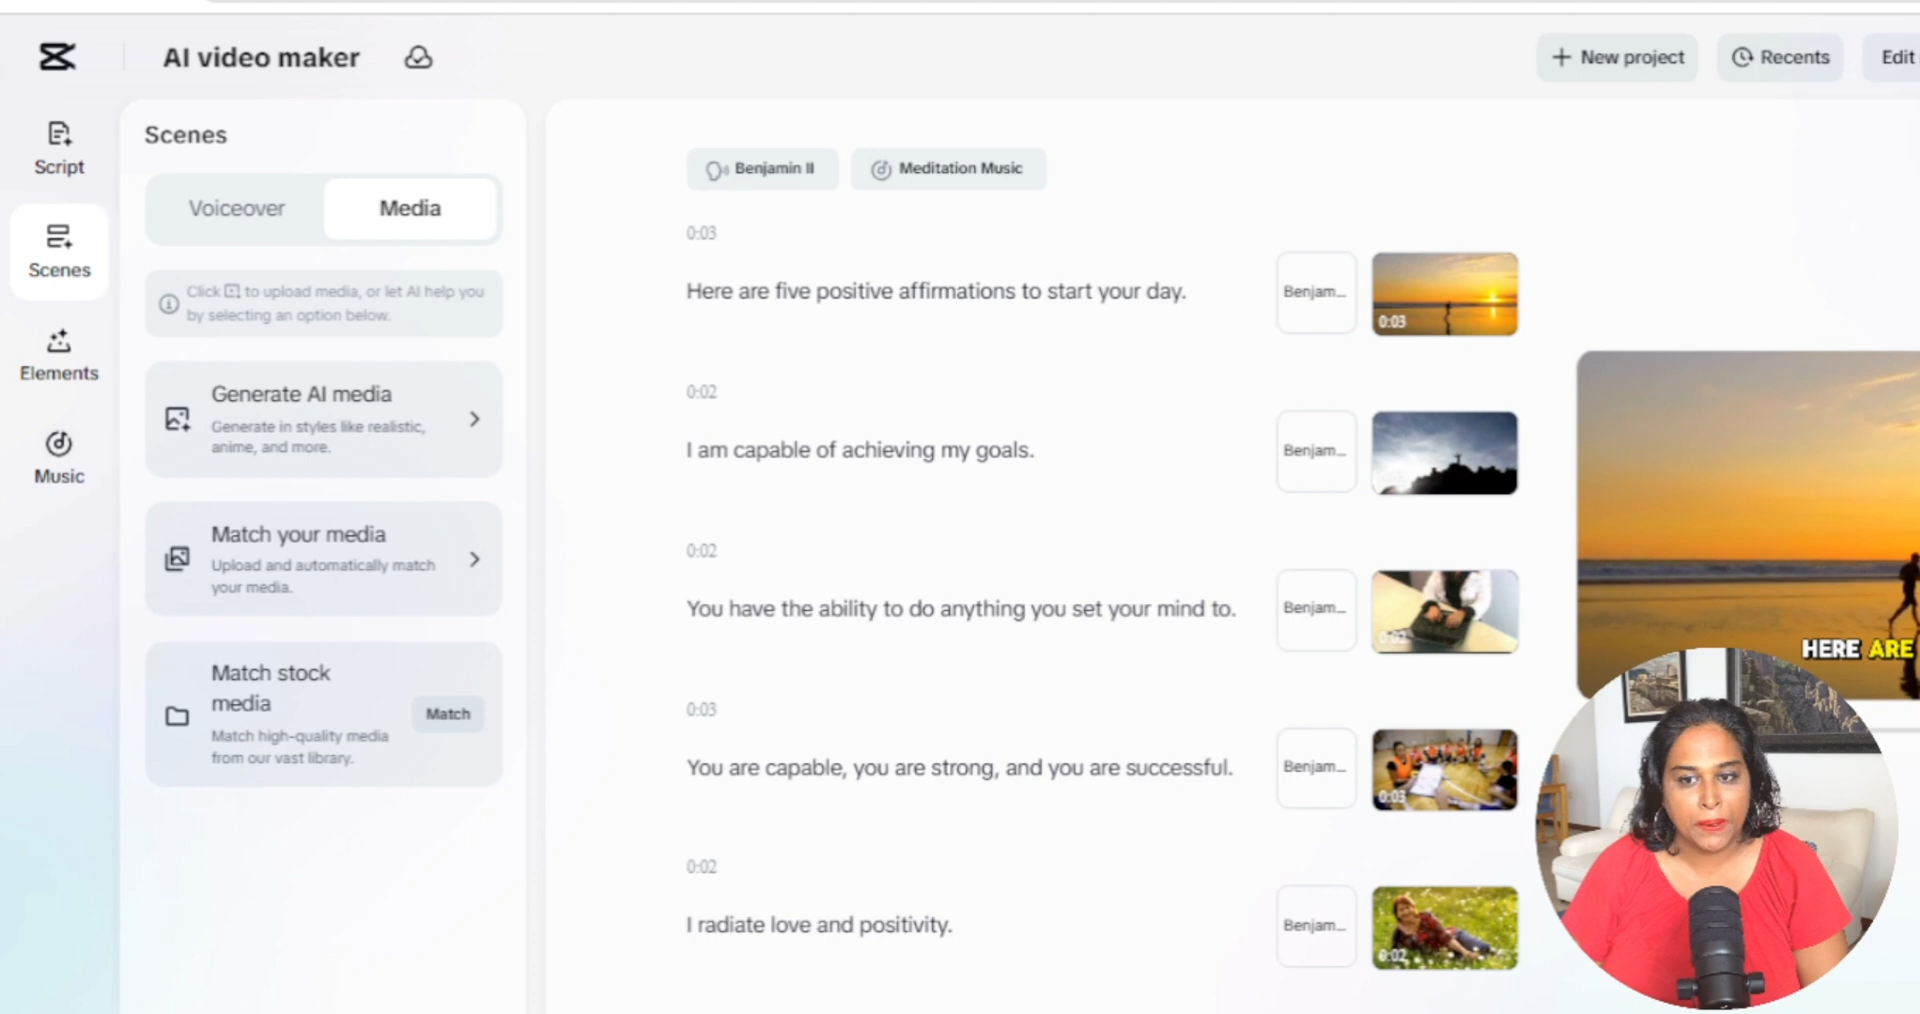 AI video maker
+ New project
Recents
Edit
Script
Scenes
Elements
Music
Scenes
Voiceover
Media
Click to upload media, or let AI help you
by selecting an option below.
Generate AI media
Generate in styles like realistic,
anime, and more.
Match your media
Upload and automatically match
your media.
Match stock
media
Match
Match high-quality media
from our vast library.
Benjamin II
Meditation Music
0:03
Here are five positive affirmations to start your day.
Benjam...
0:03
0:02
I am capable of achieving my goals.
Benjam...
0:02
You have the ability to do anything you set your mind to.
Benjam...
0:02
0:03
You are capable, you are strong, and you are successful.
Benjam...
0:03
0:02
I radiate love and positivity.
Benjam...
0:02
HERE ARE